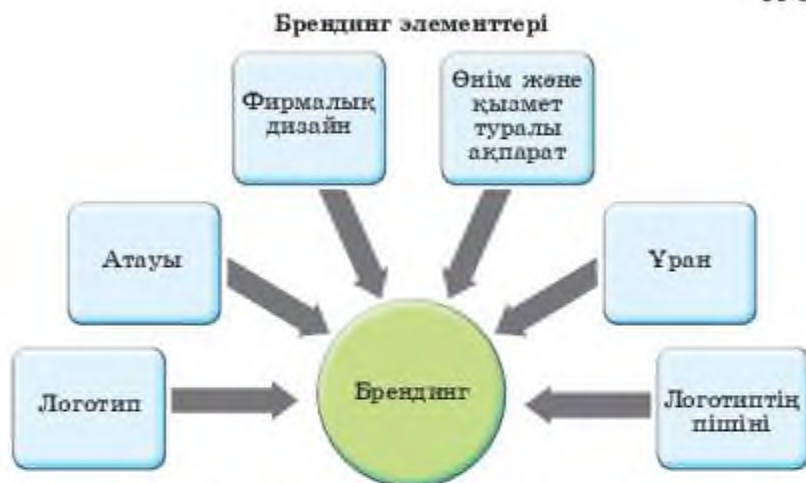 Брендинг элементтері
Фирмалық
дизайн
Өнім және
қызмет
туралы
ақпарат
Атауы
Ұран
Логотип
Брендинг
Логотиптің
пішіні